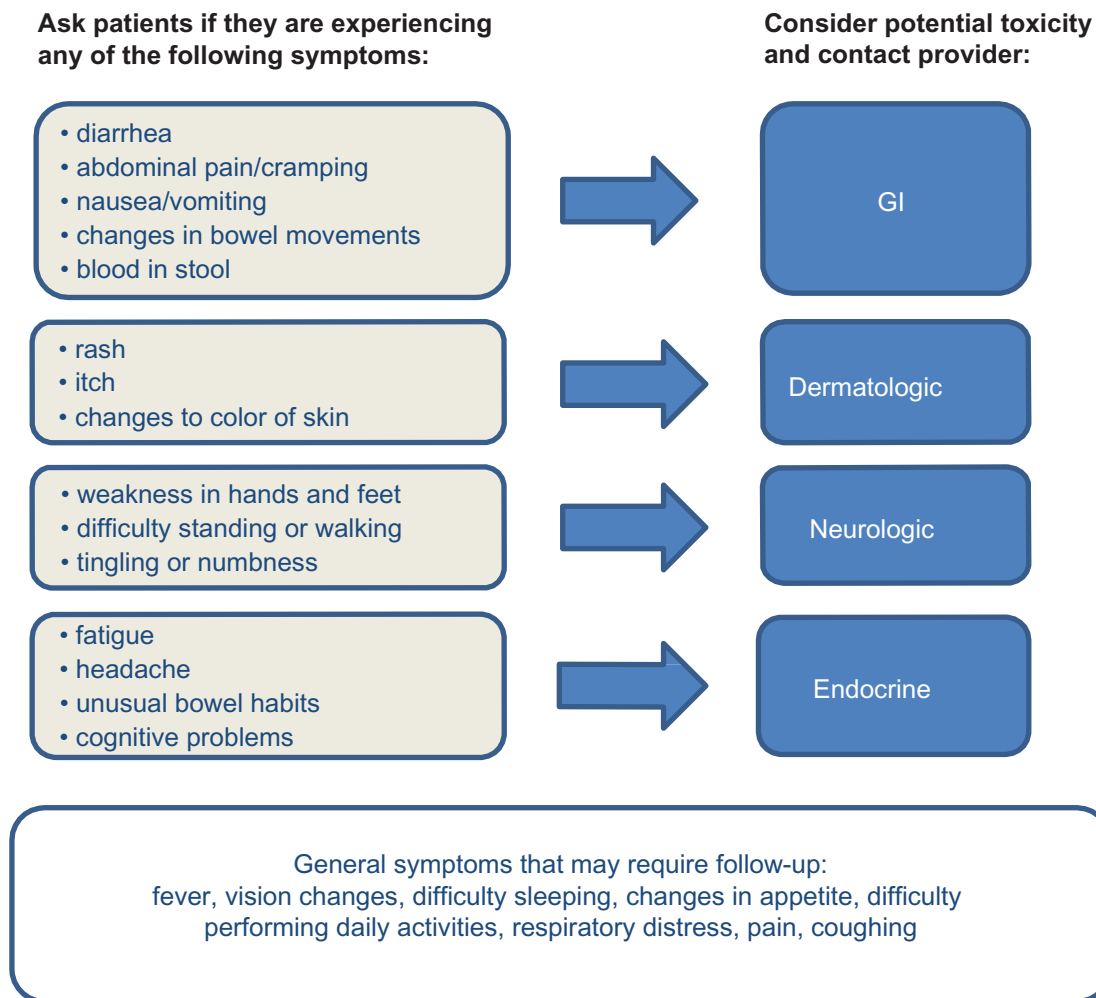 Ask patients if they are experiencing
any of the following symptoms:
Consider potential toxicity
and contact provider:
• diarrhea
• abdominal pain/cramping
• nausea/vomiting
• changes in bowel movements
• blood in stool
GI
• rash
• itch
• changes to color of skin
Dermatologic
• weakness in hands and feet
• difficulty standing or walking
• tingling or numbness
Neurologic
• fatigue
• headache
• unusual bowel habits
• cognitive problems
Endocrine
General symptoms that may require follow-up:
fever, vision changes, difficulty sleeping, changes in appetite, difficulty
performing daily activities, respiratory distress, pain, coughing